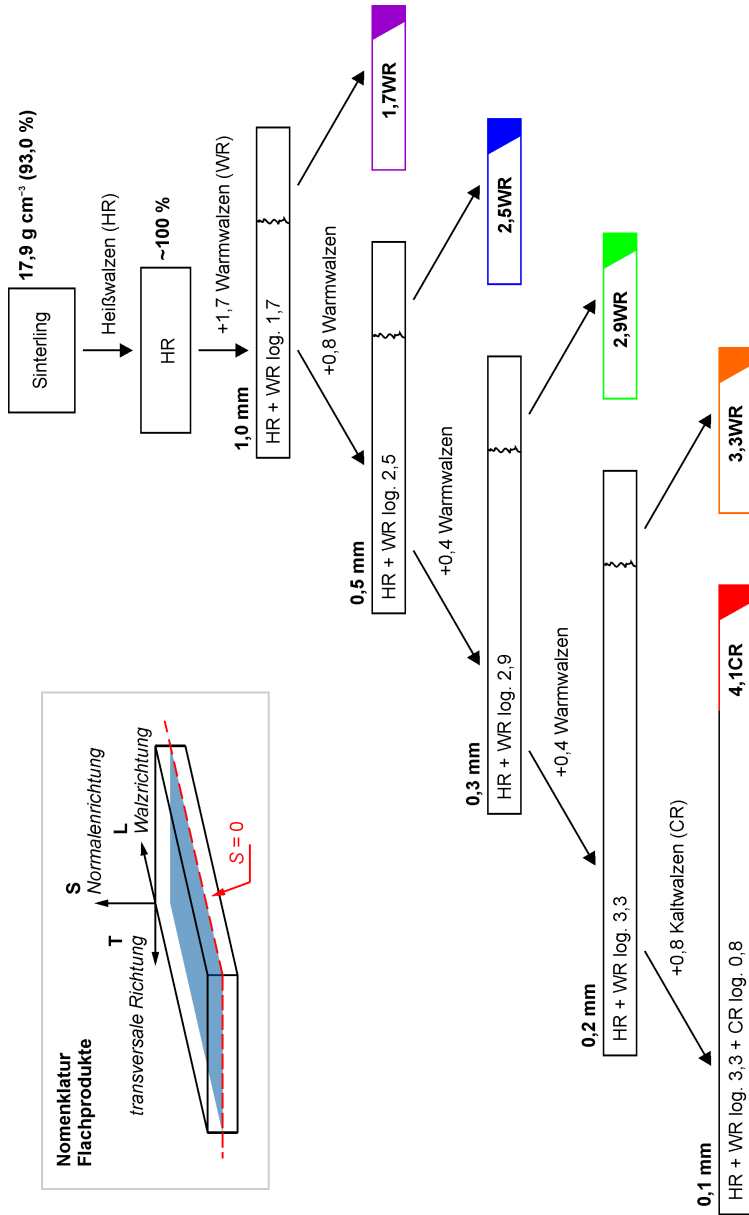 Nomenklatur
Flachprodukte
S
Normalenrichtung
L
Walzrichtung
T
transversale Richtung
S = 0
Sinterling
17,9 g cm⁻³ (93,0 %)
Heißwalzen (HR)
HR
~100 %
+1,7 Warmwalzen (WR)
1,0 mm
HR + WR log. 1,7
1,7WR
+0,8 Warmwalzen
0,5 mm
HR + WR log. 2,5
2,5WR
+0,4 Warmwalzen
0,3 mm
HR + WR log. 2,9
2,9WR
+0,4 Warmwalzen
0,2 mm
HR + WR log. 3,3
3,3WR
+0,8 Kaltwalzen (CR)
0,1 mm
HR + WR log. 3,3 + CR log. 0,8
4,1CR